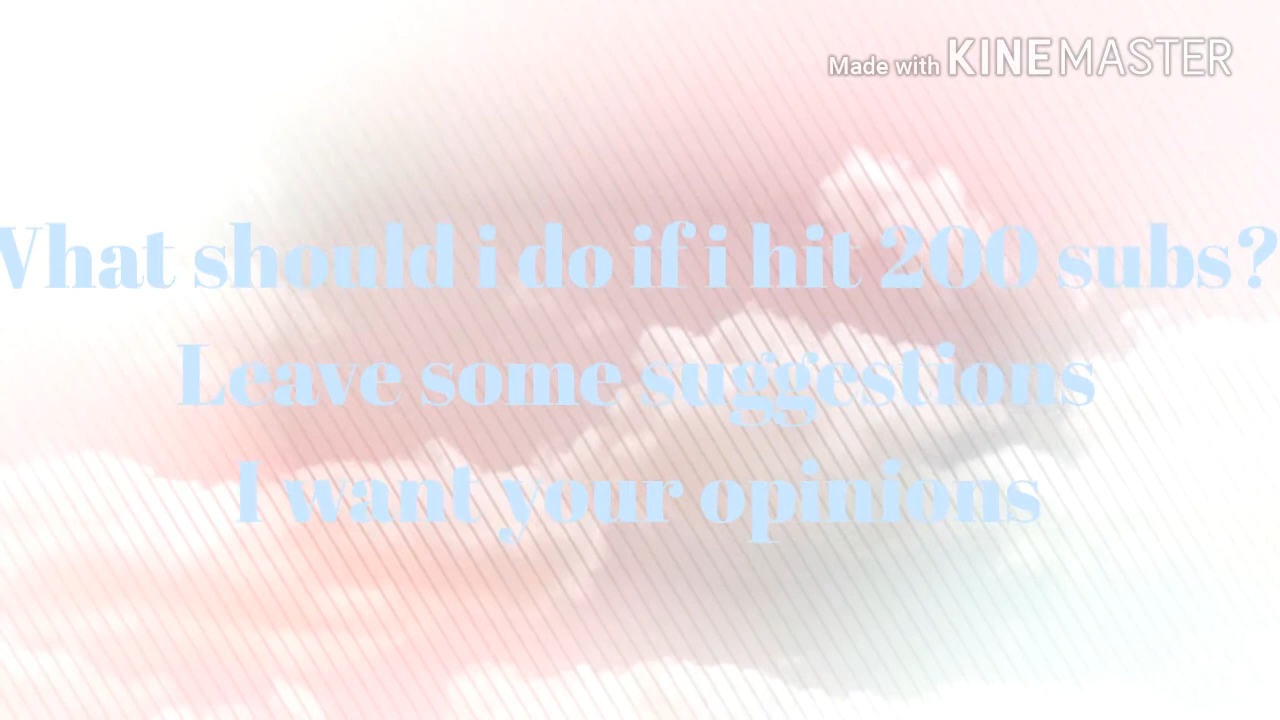 Made with KINEMASTER
What should i do if i hit 200 subs?
Leave some suggestions
I want your opinions